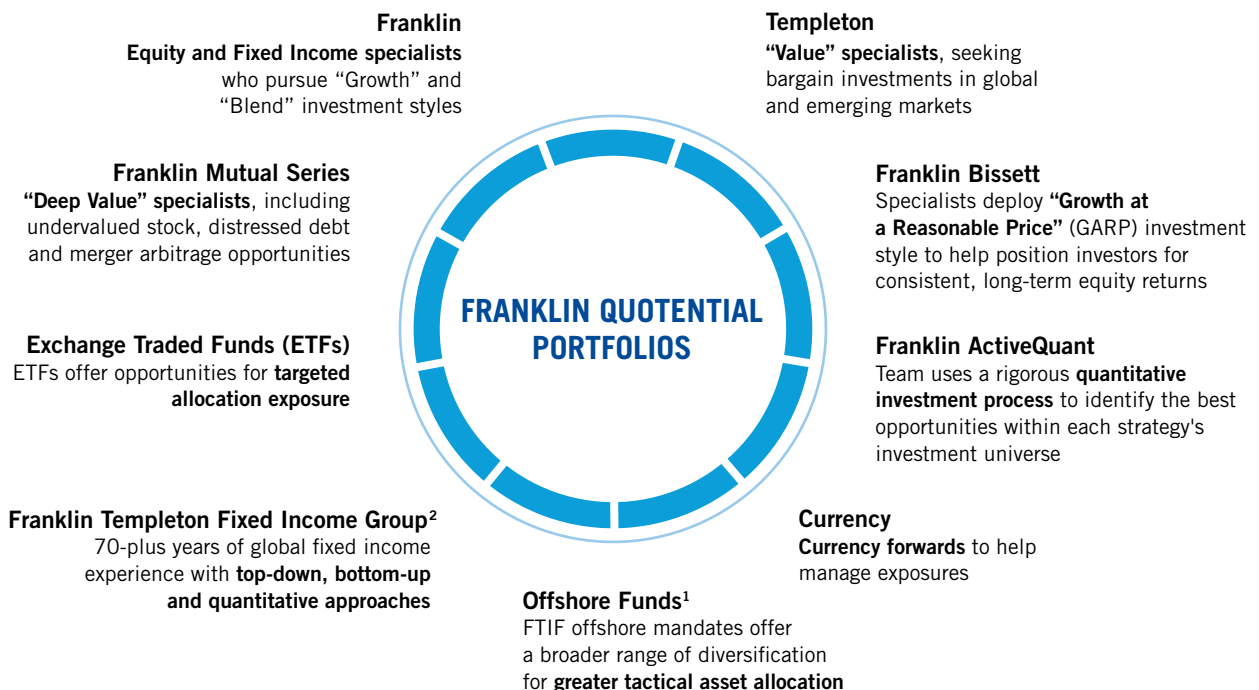 Franklin
Equity and Fixed Income specialists
who pursue “Growth” and
“Blend” investment styles
Templeton
“Value” specialists, seeking
bargain investments in global
and emerging markets
Franklin Mutual Series
“Deep Value” specialists, including
undervalued stock, distressed debt
and merger arbitrage opportunities
Franklin Bissett
Specialists deploy “Growth at
a Reasonable Price” (GARP) investment
style to help position investors for
consistent, long-term equity returns
FRANKLIN QUOTENTIAL
PORTFOLIOS
Exchange Traded Funds (ETFs)
ETFs offer opportunities for targeted
allocation exposure
Franklin ActiveQuant
Team uses a rigorous quantitative
investment process to identify the best
opportunities within each strategy's
investment universe
Franklin Templeton Fixed Income Group²
70-plus years of global fixed income
experience with top-down, bottom-up
and quantitative approaches
Currency
Currency forwards to help
manage exposures
Offshore Funds¹
FTIF offshore mandates offer
a broader range of diversification
for greater tactical asset allocation